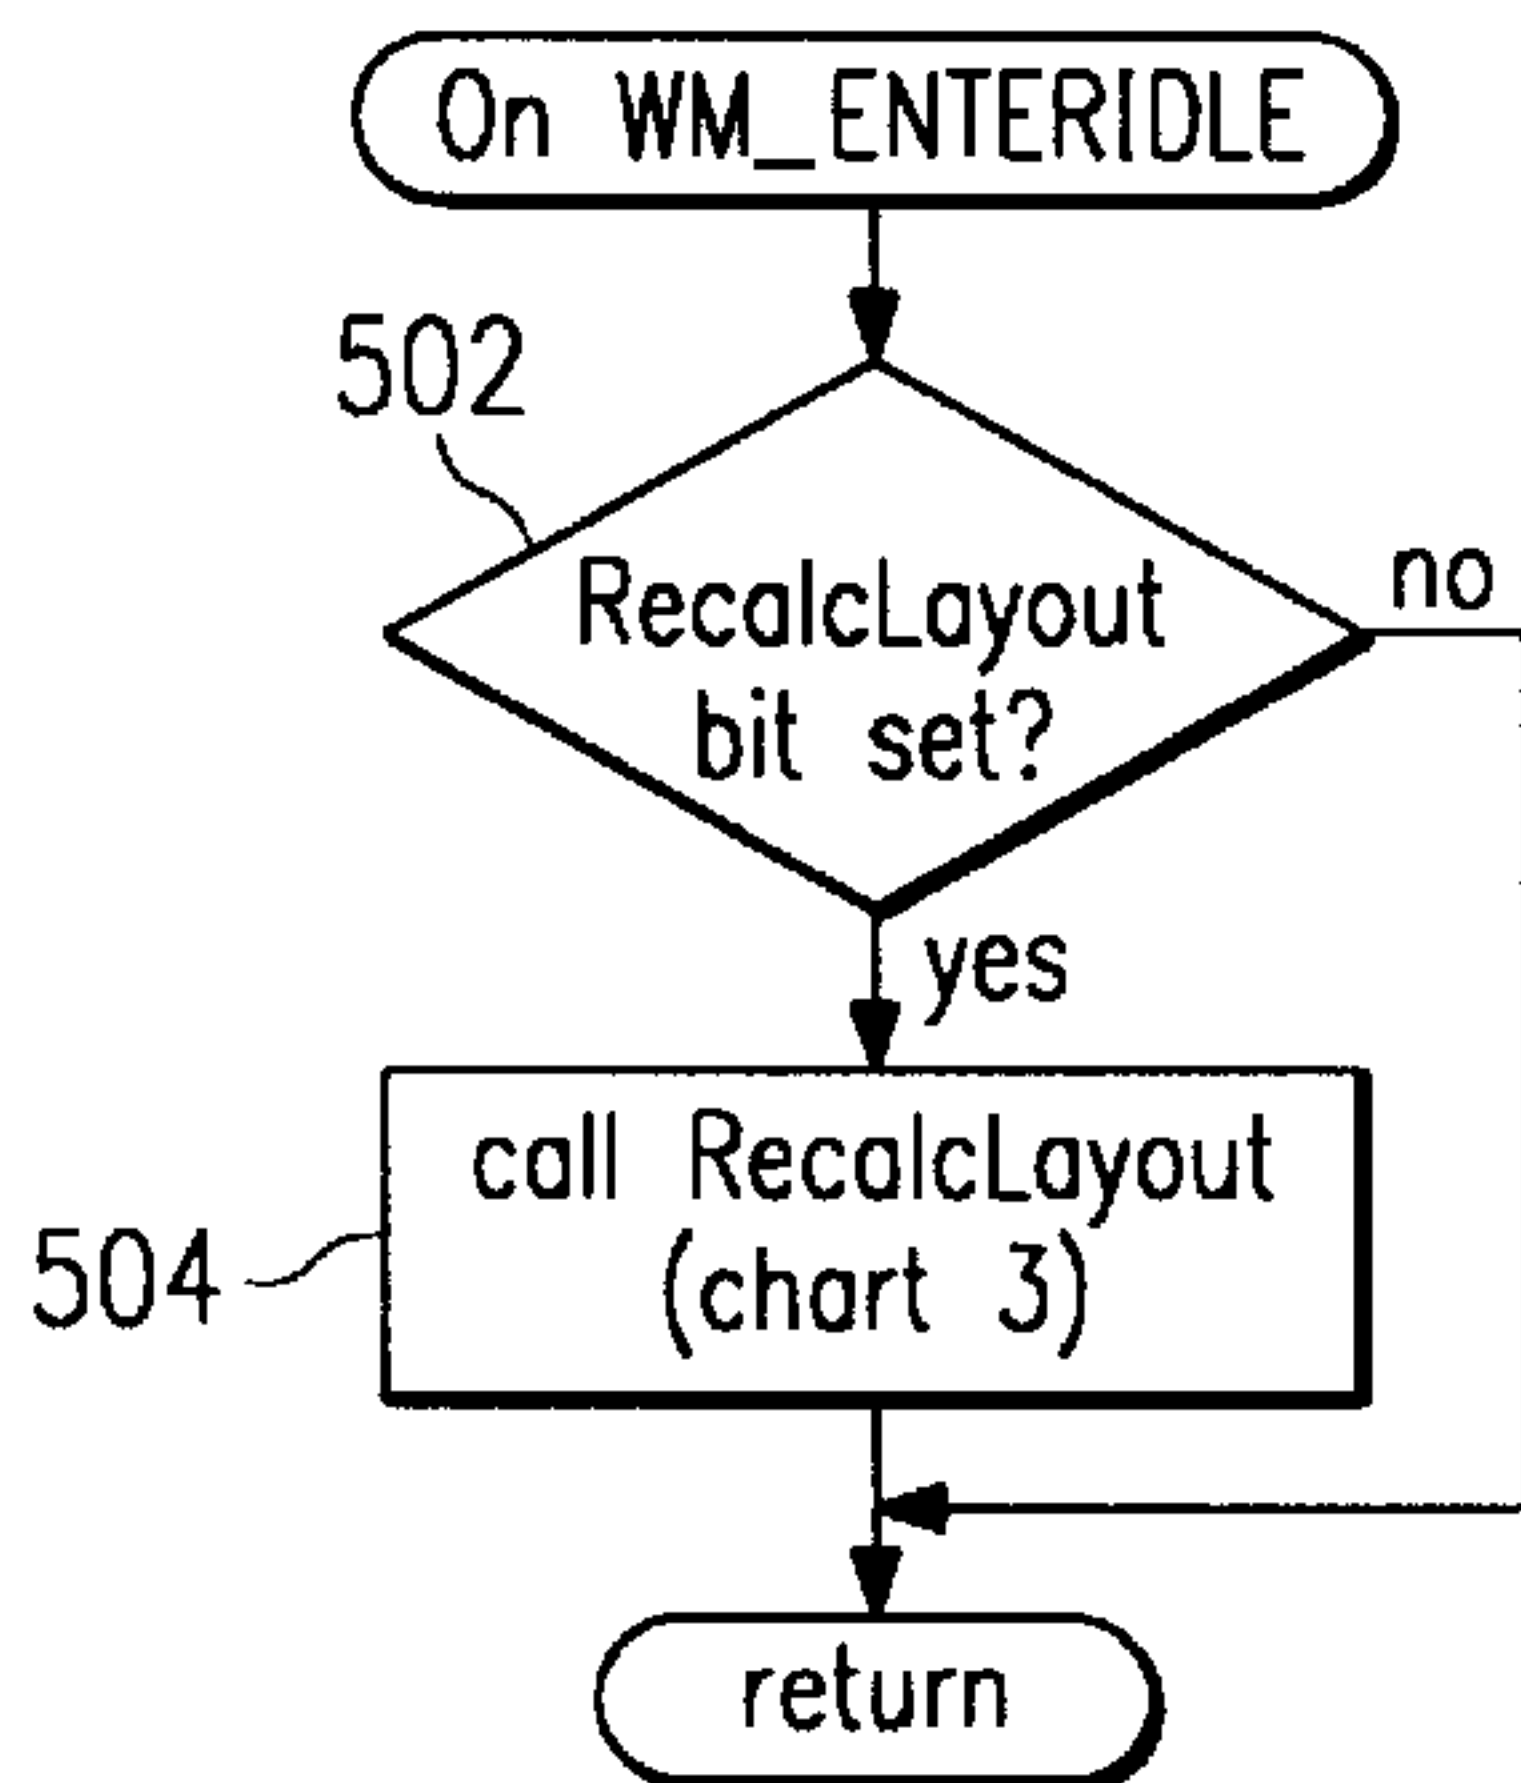 On WM_ENTERIDLE
502
RecalcLayout
bit set?
no
yes
call RecalcLayout
(chart 3)
504
return